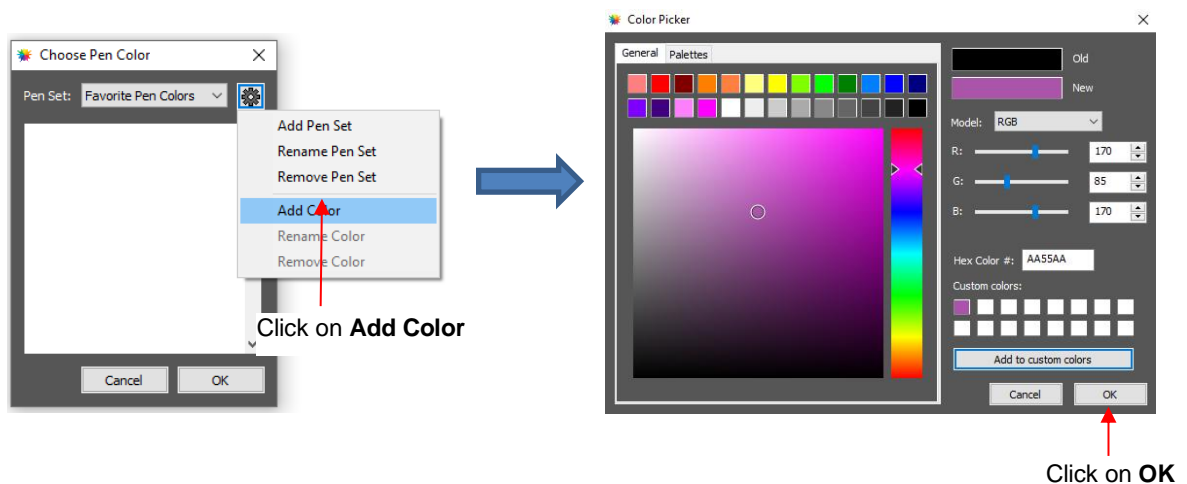 Choose Pen Color
Pen Set: Favorite Pen Colors
Add Pen Set
Rename Pen Set
Remove Pen Set
Add Color
Rename Color
Remove Color
Click on Add Color
Cancel OK
Color Picker
General Palettes
Old
New
Model: RGB
R: 170
G: 85
B: 170
Hex Color #: AA55AA
Custom colors:
Add to custom colors
Cancel OK
Click on OK